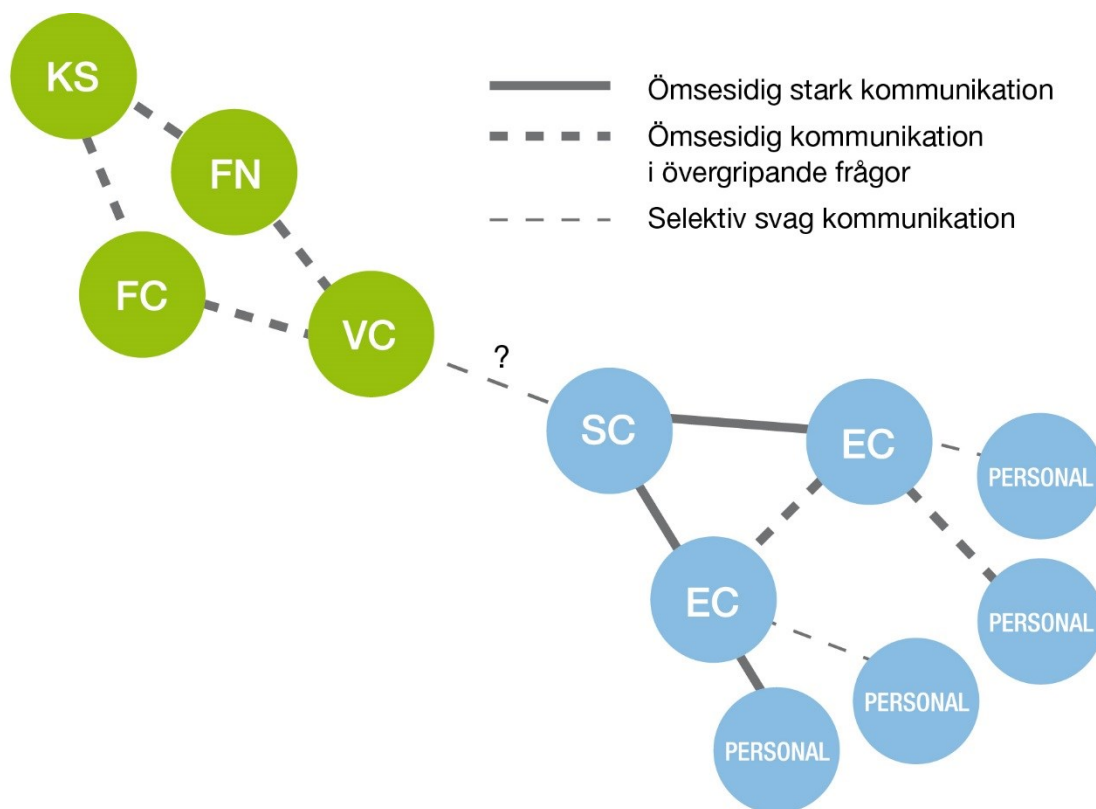 KS
FN
FC
VC
Ömsesidig stark kommunikation
Ömsesidig kommunikation
i övergripande frågor
Selektiv svag kommunikation
?
SC
EC
PERSONAL
EC
PERSONAL
PERSONAL
PERSONAL